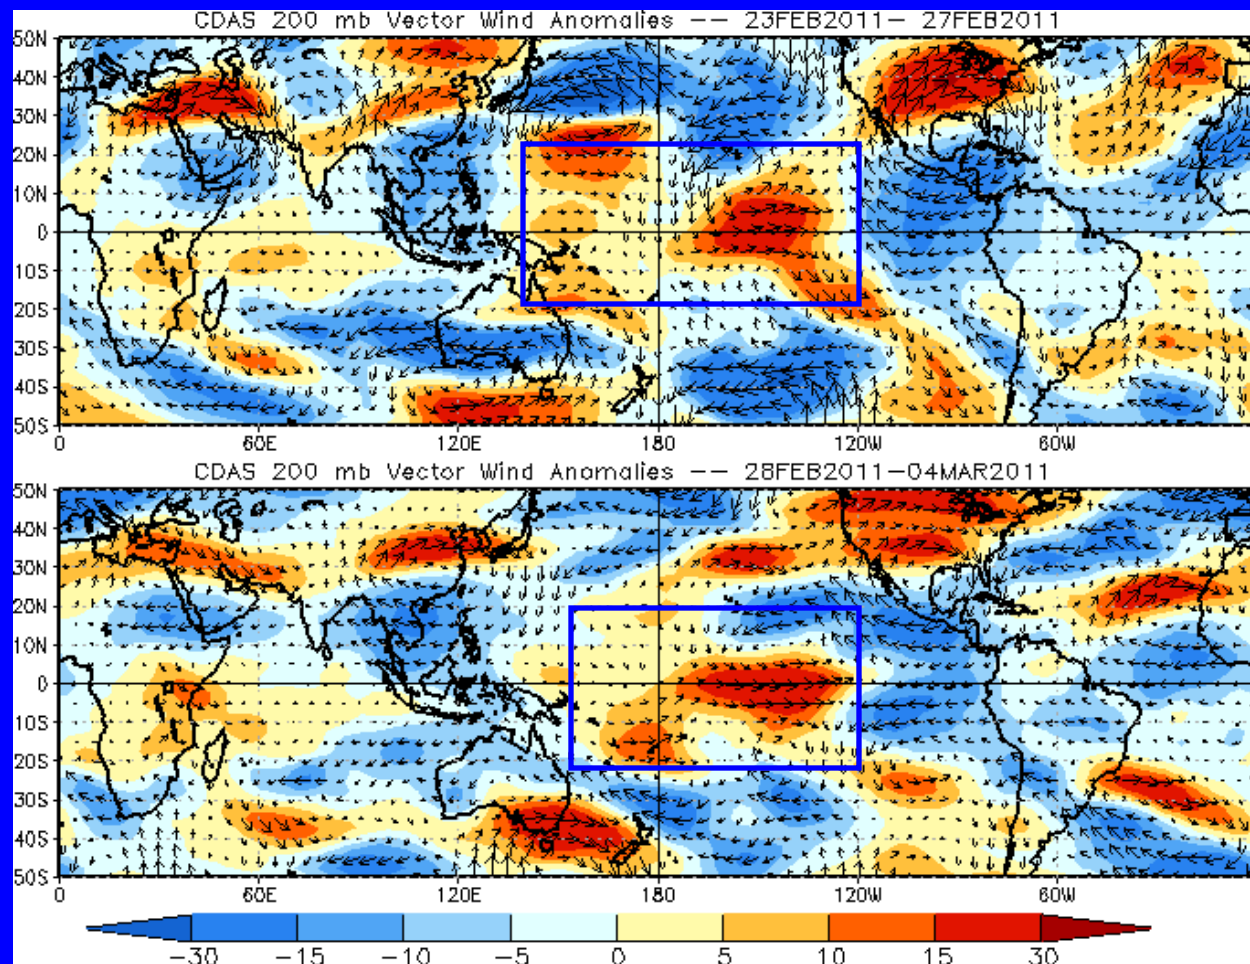 CDAS 200 mb Vector Wind Anomalies -- 23FEB2011- 27FEB2011
50N
40N
30N
20N
10N
0
10S
20S
30S
40S
50S
0 60E 120E 180 120W 60W
CDAS 200 mb Vector Wind Anomalies -- 28FEB2011-04MAR2011
50N
40N
30N
20N
10N
0
10S
20S
30S
40S
50S
0 60E 120E 180 120W 60W
-30 -15 -10 -5 0 5 10 15 30